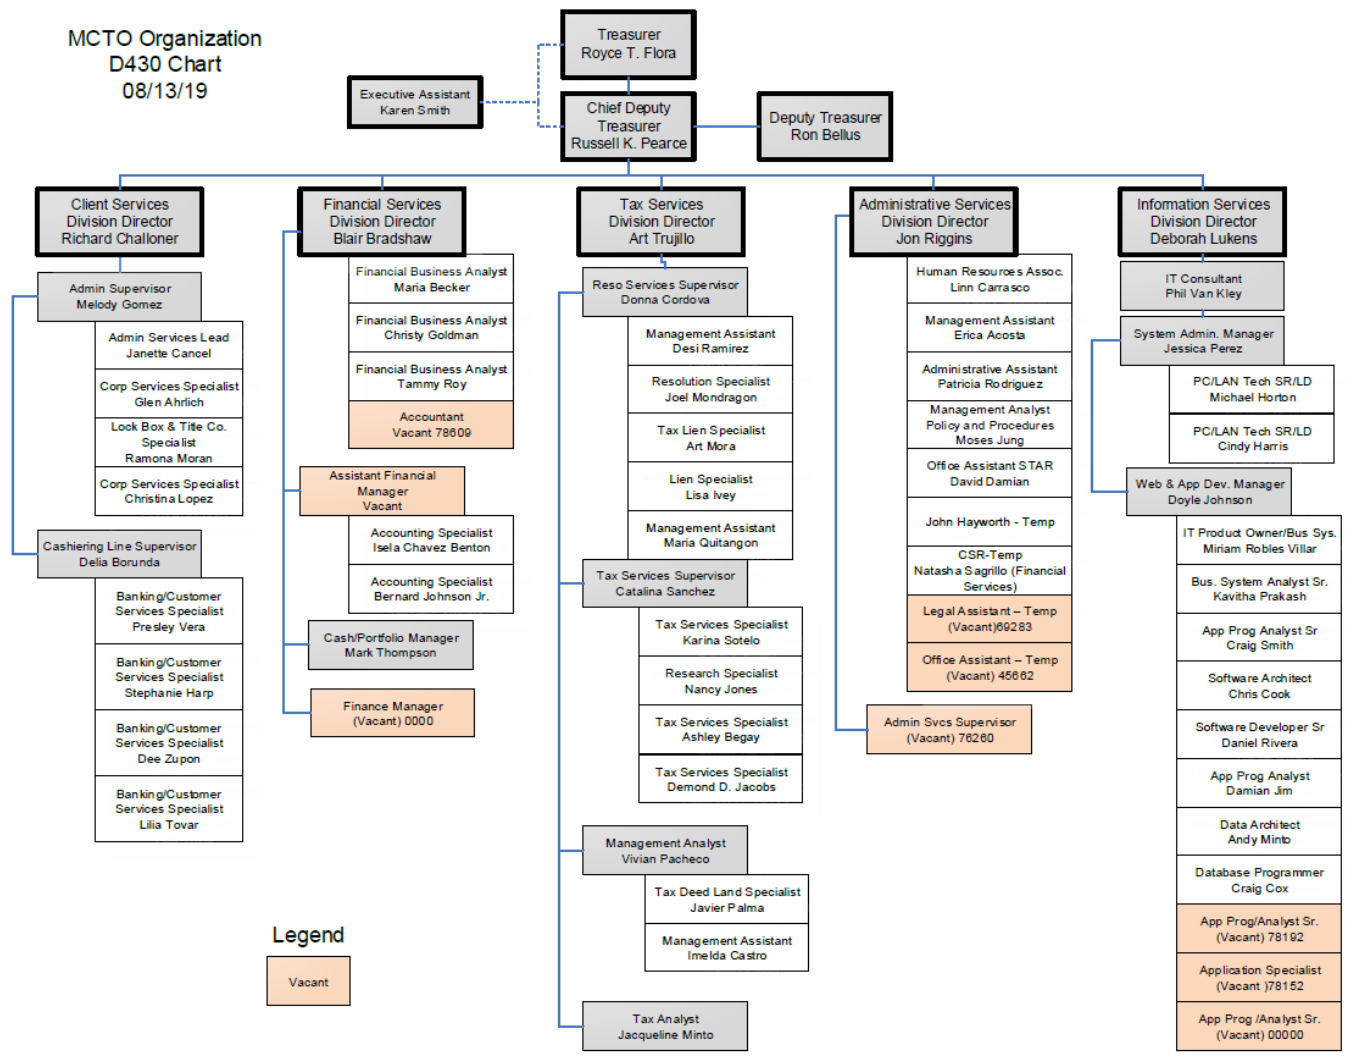 MCTO Organization
D430 Chart
08/13/19
Treasurer
Royce T. Flora
Executive Assistant
Karen Smith
Chief Deputy
Treasurer
Russell K. Pearce
Deputy Treasurer
Ron Bellus
Client Services
Division Director
Richard Challoner
Admin Supervisor
Melody Gomez
Admin Services Lead
Janette Cancel
Corp Services Specialist
Glen Ahrlich
Lock Box & Title Co.
Specialist
Ramona Moran
Corp Services Specialist
Christina Lopez
Cashiering Line Supervisor
Delia Borunda
Banking/Customer
Services Specialist
Presley Vera
Banking/Customer
Services Specialist
Stephanie Harp
Banking/Customer
Services Specialist
Dee Zupon
Banking/Customer
Services Specialist
Lilia Tovar
Financial Services
Division Director
Blair Bradshaw
Financial Business Analyst
Maria Becker
Financial Business Analyst
Christy Goldman
Financial Business Analyst
Tammy Roy
Accountant
Vacant 78609
Assistant Financial
Manager
Vacant
Accounting Specialist
Isela Chavez Benton
Accounting Specialist
Bernard Johnson Jr.
Cash/Portfolio Manager
Mark Thompson
Finance Manager
(Vacant) 0000
Tax Services
Division Director
Art Trujillo
Reso Services Supervisor
Donna Cordova
Management Assistant
Desi Ramirez
Resolution Specialist
Joel Mondragon
Tax Lien Specialist
Art Mora
Lien Specialist
Lisa Ivey
Management Assistant
Maria Quitangon
Tax Services Supervisor
Catalina Sanchez
Tax Services Specialist
Karina Sotelo
Research Specialist
Nancy Jones
Tax Services Specialist
Ashley Begay
Tax Services Specialist
Demond D. Jacobs
Management Analyst
Vivian Pacheco
Tax Deed Land Specialist
Javier Palma
Management Assistant
Imelda Castro
Tax Analyst
Jacqueline Minto
Administrative Services
Division Director
Jon Riggins
Human Resources Assoc.
Linn Carrasco
Management Assistant
Erica Acosta
Administrative Assistant
Patricia Rodriguez
Management Analyst
Policy and Procedures
Moses Jung
Office Assistant STAR
David Damian
John Hayworth - Temp
CSR-Temp
Natasha Sagrillo (Financial
Services)
Legal Assistant – Temp
(Vacant)69283
Office Assistant – Temp
(Vacant) 45662
Admin Svcs Supervisor
(Vacant) 76260
Information Services
Division Director
Deborah Lukens
IT Consultant
Phil Van Kley
System Admin. Manager
Jessica Perez
PC/LAN Tech SR/LD
Michael Horton
PC/LAN Tech SR/LD
Cindy Harris
Web & App Dev. Manager
Doyle Johnson
IT Product Owner/Bus Sys.
Miriam Robles Villar
Bus. System Analyst Sr.
Kavitha Prakash
App Prog Analyst Sr
Craig Smith
Software Architect
Chris Cook
Software Developer Sr
Daniel Rivera
App Prog Analyst
Damian Jim
Data Architect
Andy Minto
Database Programmer
Craig Cox
App Prog/Analyst Sr.
(Vacant) 78192
Application Specialist
(Vacant )78152
App Prog /Analyst Sr.
(Vacant) 00000
Legend
Vacant